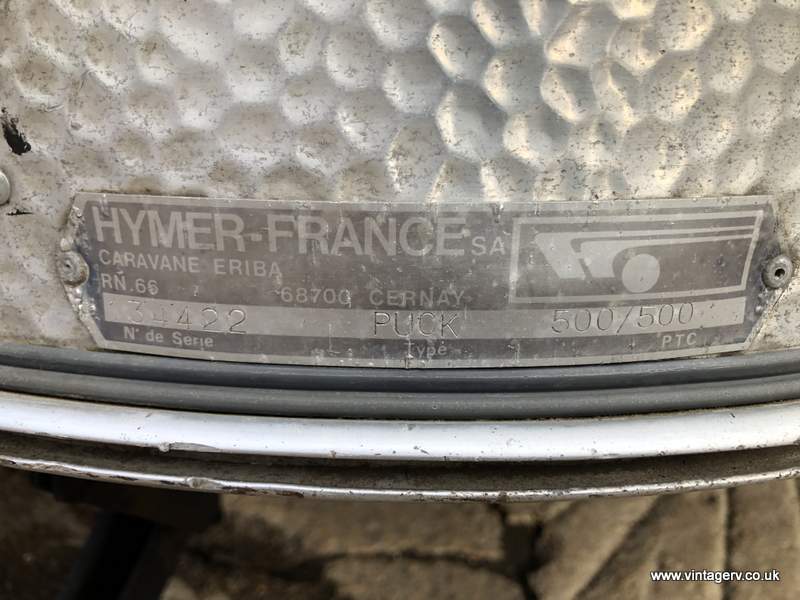 HYMER-FRANCE SA
CARAVANE ERIBA
RN.66 68700 CERNAY
34422 PUCK 500/500
N° de Serie Type PTC
www.vintagerv.co.uk